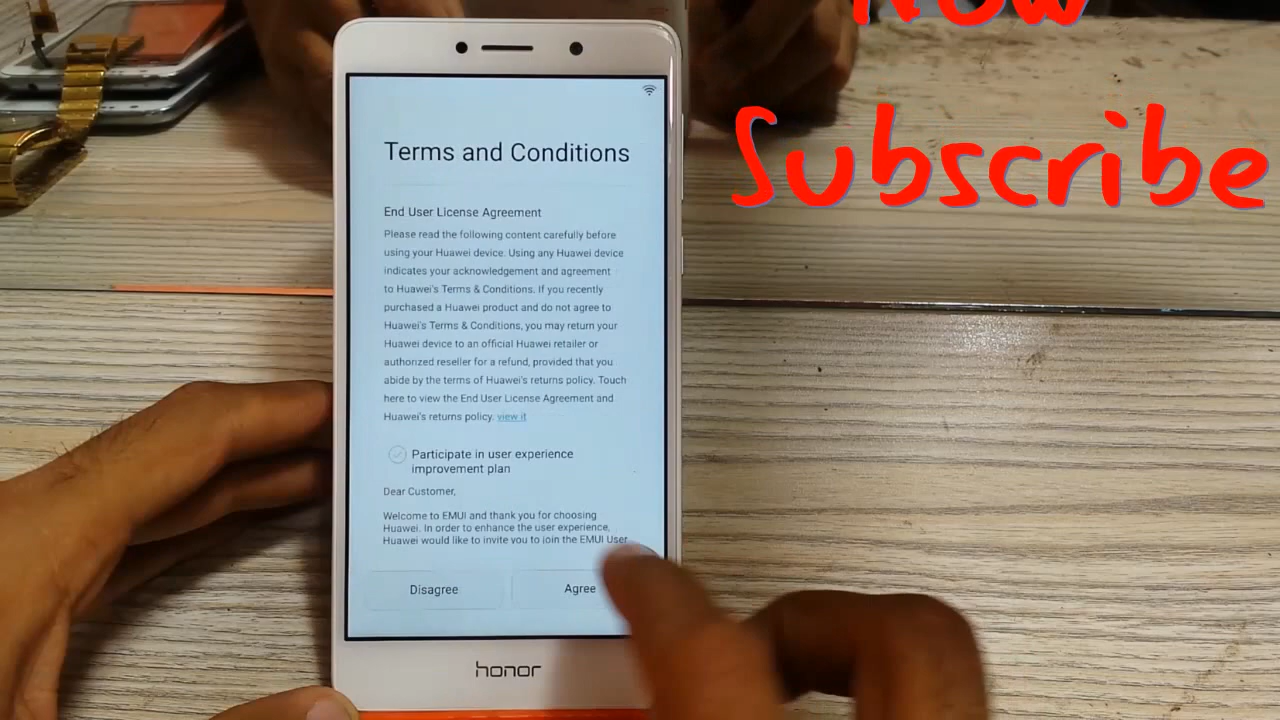 Now
Subscribe
Terms and Conditions
End User License Agreement
Please read the following content carefully before
using your Huawei device. Using any Huawei device
indicates your acknowledgement and agreement
to Huawei's Terms & Conditions. If you recently
purchased a Huawei product and do not agree to
Huawei's Terms & Conditions, you may return your
Huawei device to an official Huawei retailer or
authorized reseller for a refund, provided that you
abide by the terms of Huawei's returns policy. Touch
here to view the End User License Agreement and
Huawei's returns policy. view it
Participate in user experience
improvement plan
Dear Customer,
Welcome to EMUI and thank you for choosing
Huawei. In order to enhance the user experience,
Huawei would like to invite you to join the EMUI User
Disagree
Agree
honor